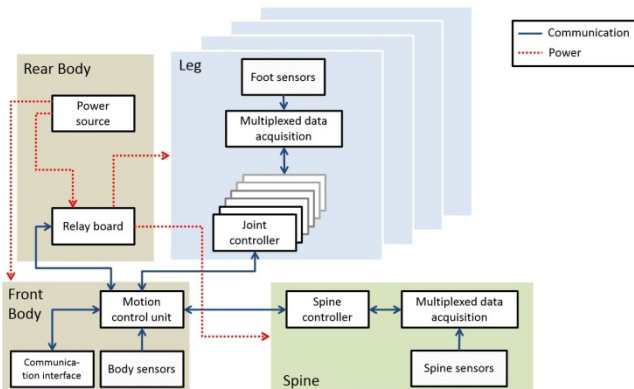 Communication
Power
Rear Body
Power
source
Relay board
Leg
Foot sensors
Multiplexed data
acquisition
Joint
controller
Front
Body
Motion
control unit
Communica-
tion interface
Body sensors
Spine
controller
Multiplexed data
acquisition
Spine sensors
Spine